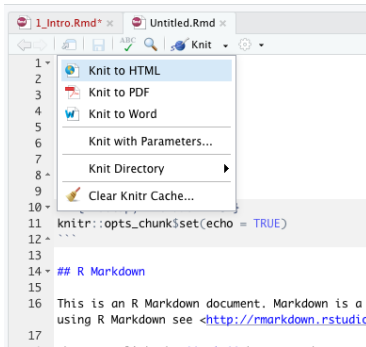 1_Intro.Rmd* × Untitled.Rmd ×
ABC Knit
1
2
3
4
5
6
7
8
9
10 }
Knit to HTML
Knit to PDF
Knit to Word
Knit with Parameters...
Knit Directory
Clear Knitr Cache...
11 knitr::opts_chunk$set(echo = TRUE)
12 ```
13
14 ## R Markdown
15
16 This is an R Markdown document. Markdown is a
using R Markdown see <http://rmarkdown.rstudio
17